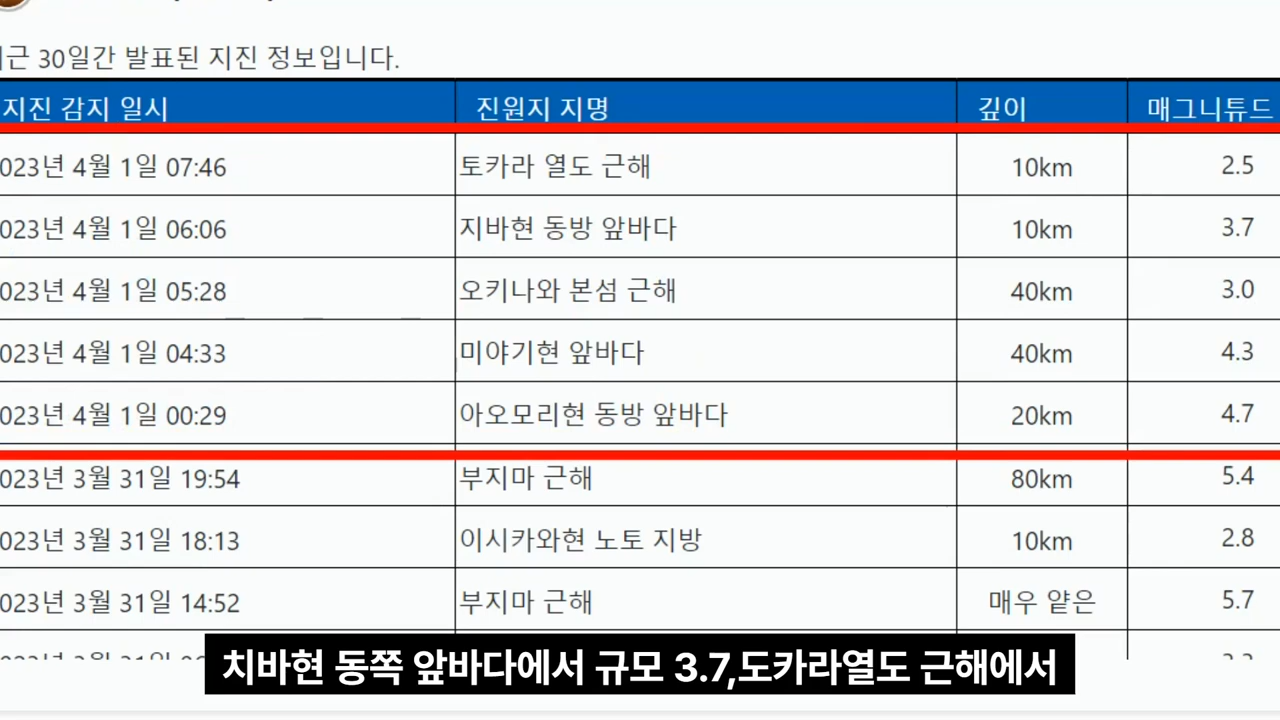 근 30일간 발표된 지진 정보입니다.
지진 감지 일시 진원지 지명 깊이 매그니튜드
023년 4월 1일 07:46 토카라 열도 근해 10km 2.5
023년 4월 1일 06:06 지바현 동방 앞바다 10km 3.7
023년 4월 1일 05:28 오키나와 본섬 근해 40km 3.0
023년 4월 1일 04:33 미야기현 앞바다 40km 4.3
023년 4월 1일 00:29 아오모리현 동방 앞바다 20km 4.7
023년 3월 31일 19:54 부지마 근해 80km 5.4
023년 3월 31일 18:13 이시카와현 노토 지방 10km 2.8
023년 3월 31일 14:52 부지마 근해 매우 얕은 5.7
치바현 동쪽 앞바다에서 규모 3.7,도카라열도 근해에서